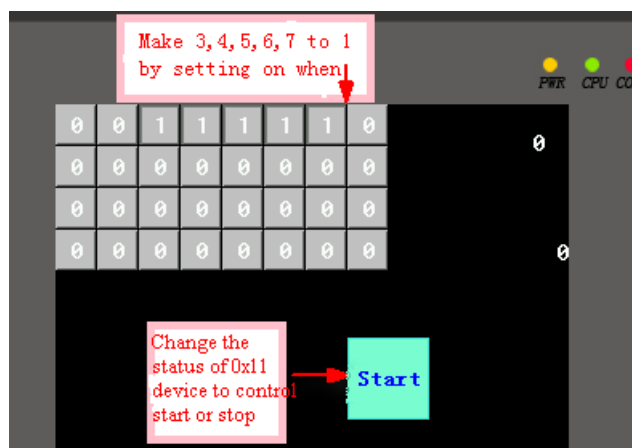 Make 3,4,5,6,7 to 1
by setting on when
PWR CPU CO
0 0 1 1 1 1 1 0
0
0 0 0 0 0 0 0 0
0 0 0 0 0 0 0 0
0 0 0 0 0 0 0 0
0
Change the
status of 0x11
device to control
start or stop
Start